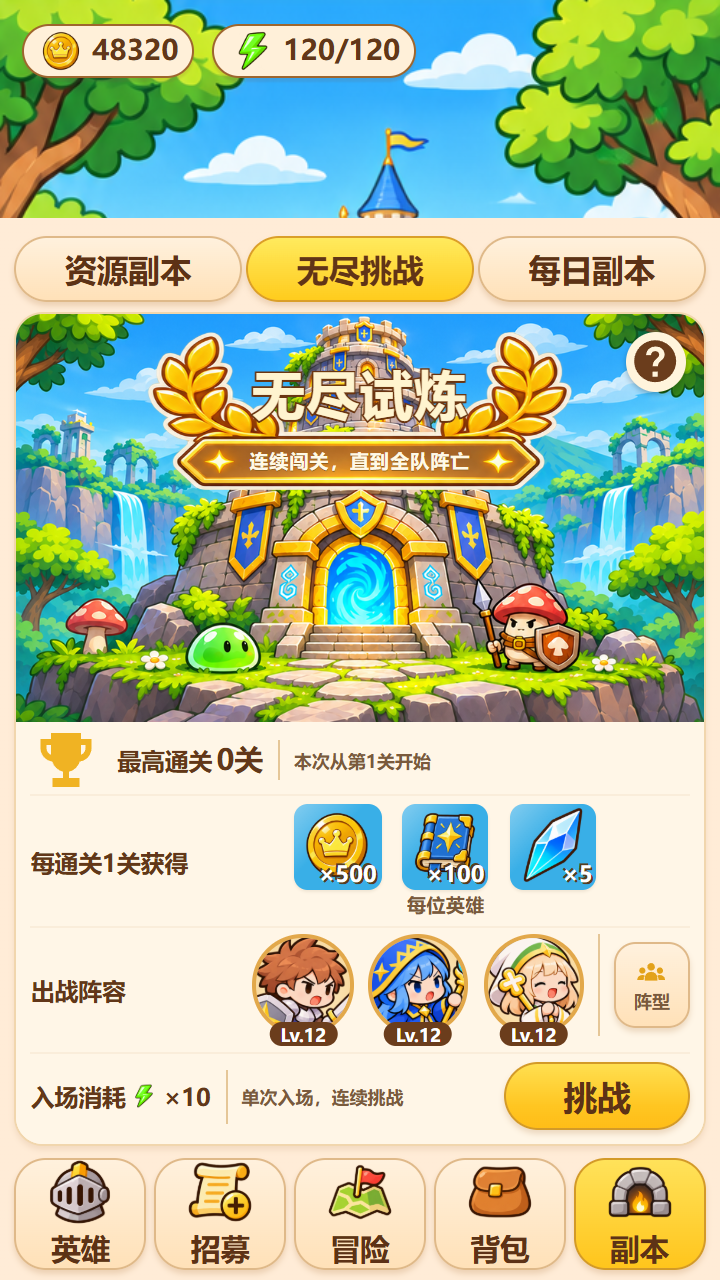 48320
120/120
资源副本
无尽挑战
每日副本
无尽试炼
?
连续闯关，直到全队阵亡
最高通关 0关
本次从第1关开始
每通关1关获得
×500
×100
×5
每位英雄
出战阵容
Lv.12
Lv.12
Lv.12
阵型
入场消耗 ×10
单次入场，连续挑战
挑战
英雄
招募
冒险
背包
副本